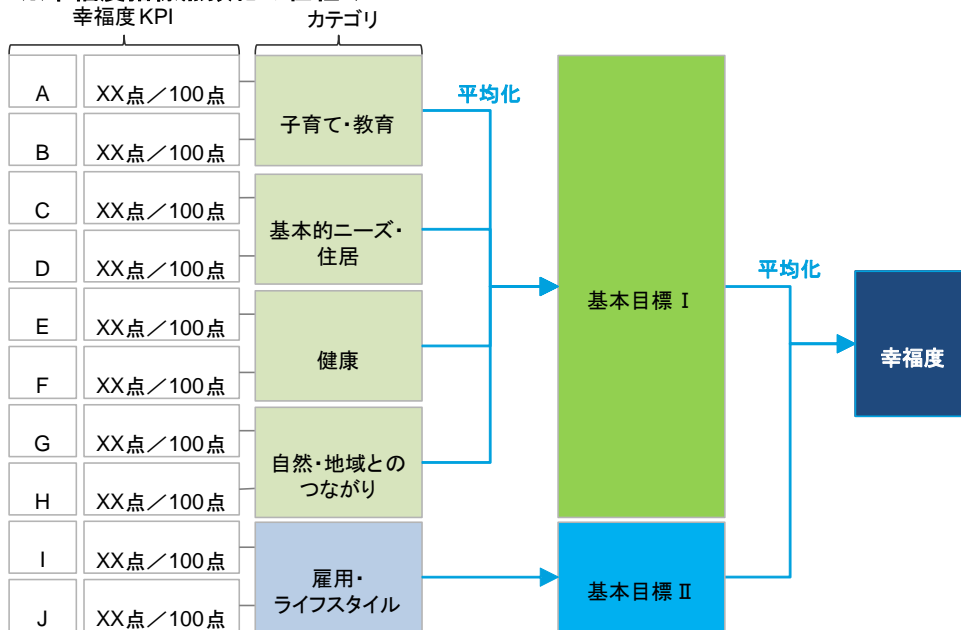 幸福度KPI
カテゴリ
A XX点／100点
B XX点／100点
子育て・教育
C XX点／100点
D XX点／100点
基本的ニーズ・
住居
E XX点／100点
F XX点／100点
健康
G XX点／100点
H XX点／100点
自然・地域との
つながり
I XX点／100点
J XX点／100点
雇用・
ライフスタイル
平均化
基本目標 Ⅰ
基本目標 Ⅱ
平均化
幸福度